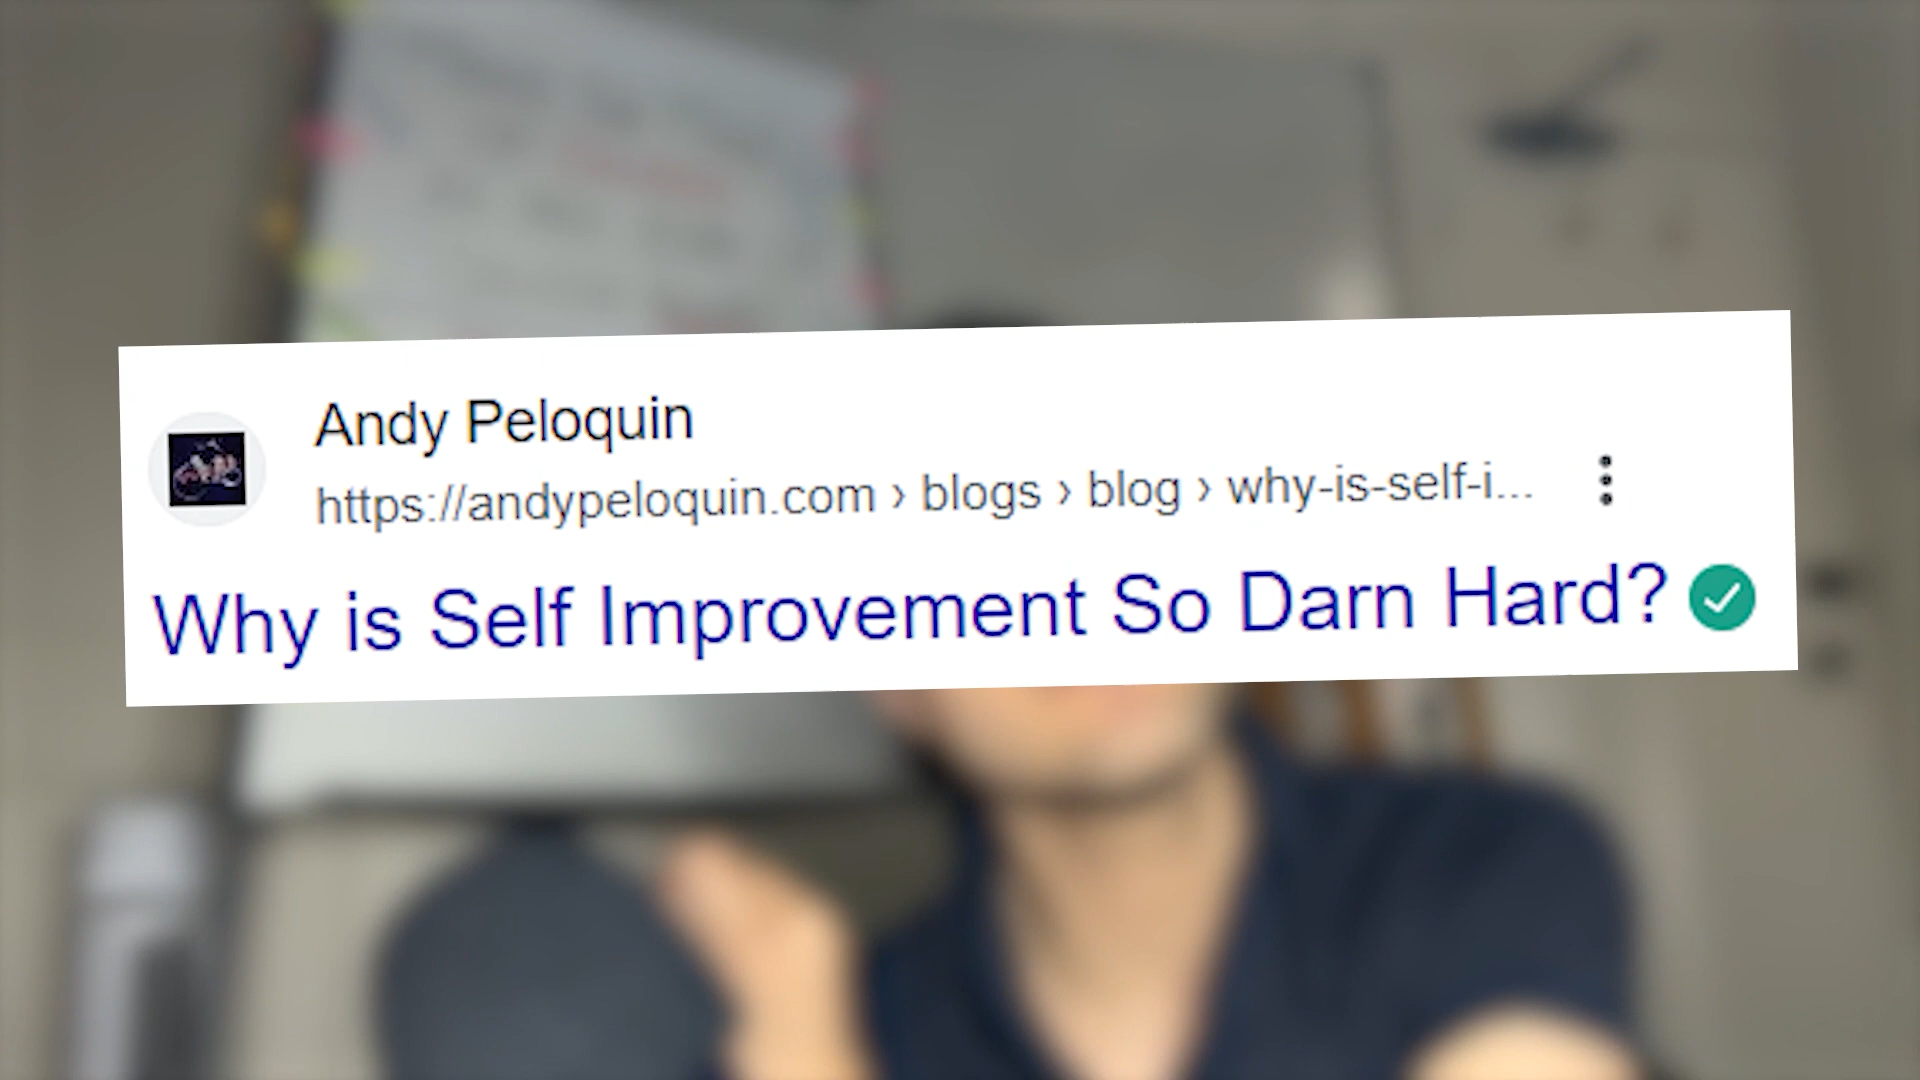 Andy Peloquin
https://andypeloquin.com › blogs › blog › why-is-self-i...
Why is Self Improvement So Darn Hard?